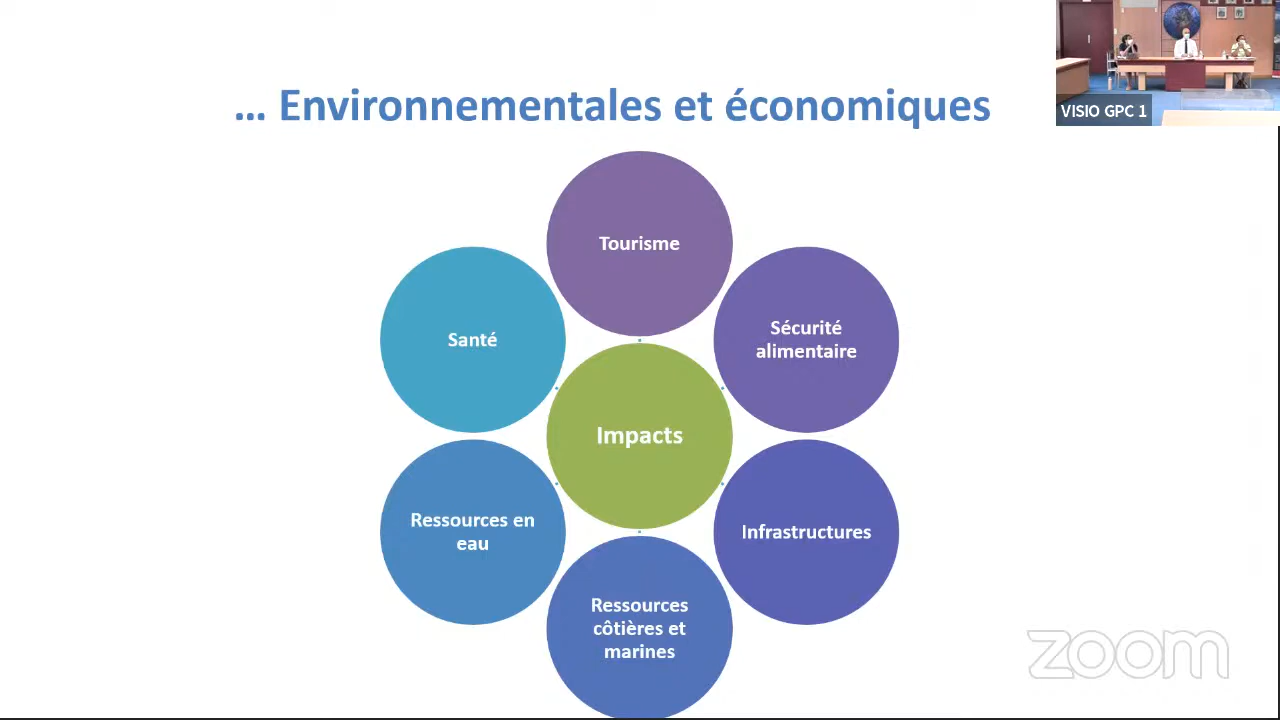 ... Environnementales et économiques
VISIO GPC 1
Tourisme
Santé
Sécurité
alimentaire
Impacts
Ressources en
eau
Infrastructures
Ressources
côtières et
marines
zoom